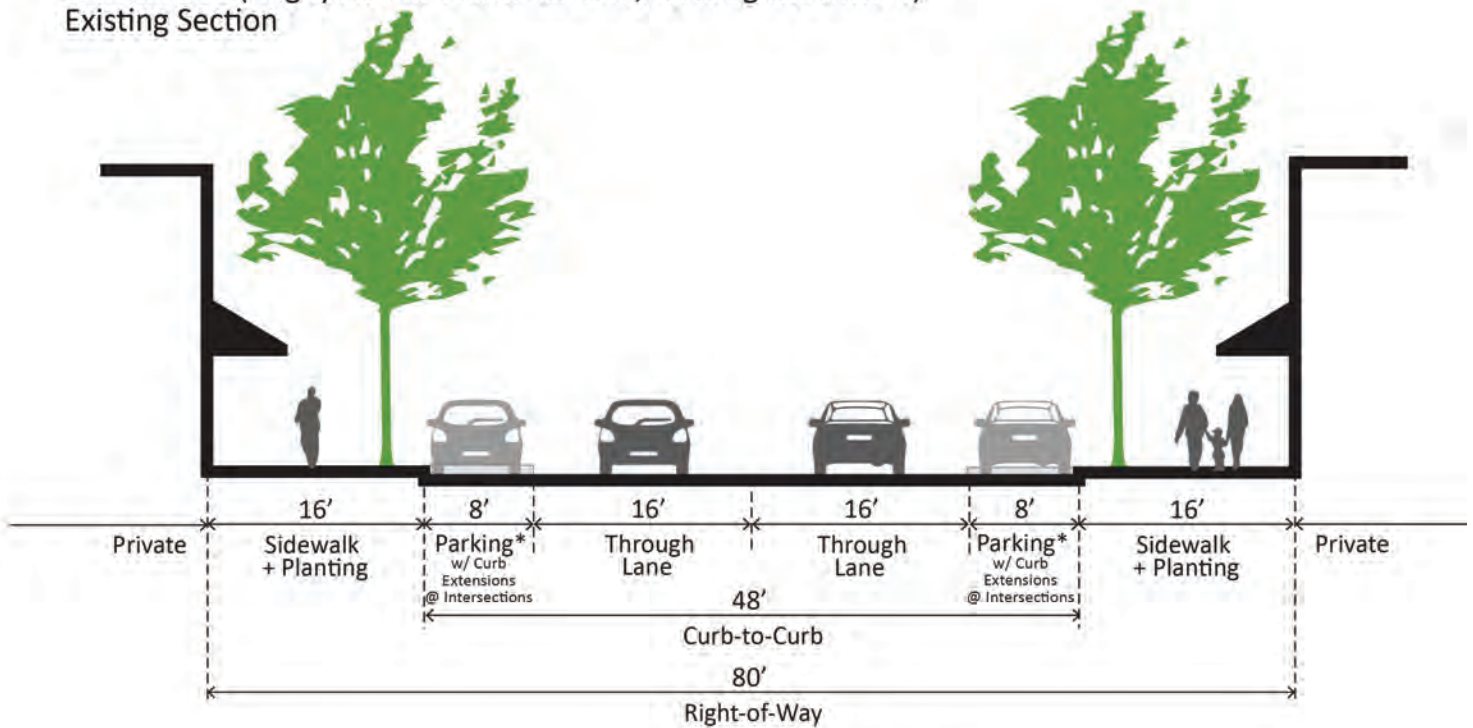 Existing Section
16’ 8’ 16’ 16’ 8’ 16’
Private
Sidewalk
+ Planting
Parking*
w/ Curb
Extensions
@ Intersections
Through
Lane
Through
Lane
Parking*
w/ Curb
Extensions
@ Intersections
Sidewalk
+ Planting
Private
48’
Curb-to-Curb
80’
Right-of-Way